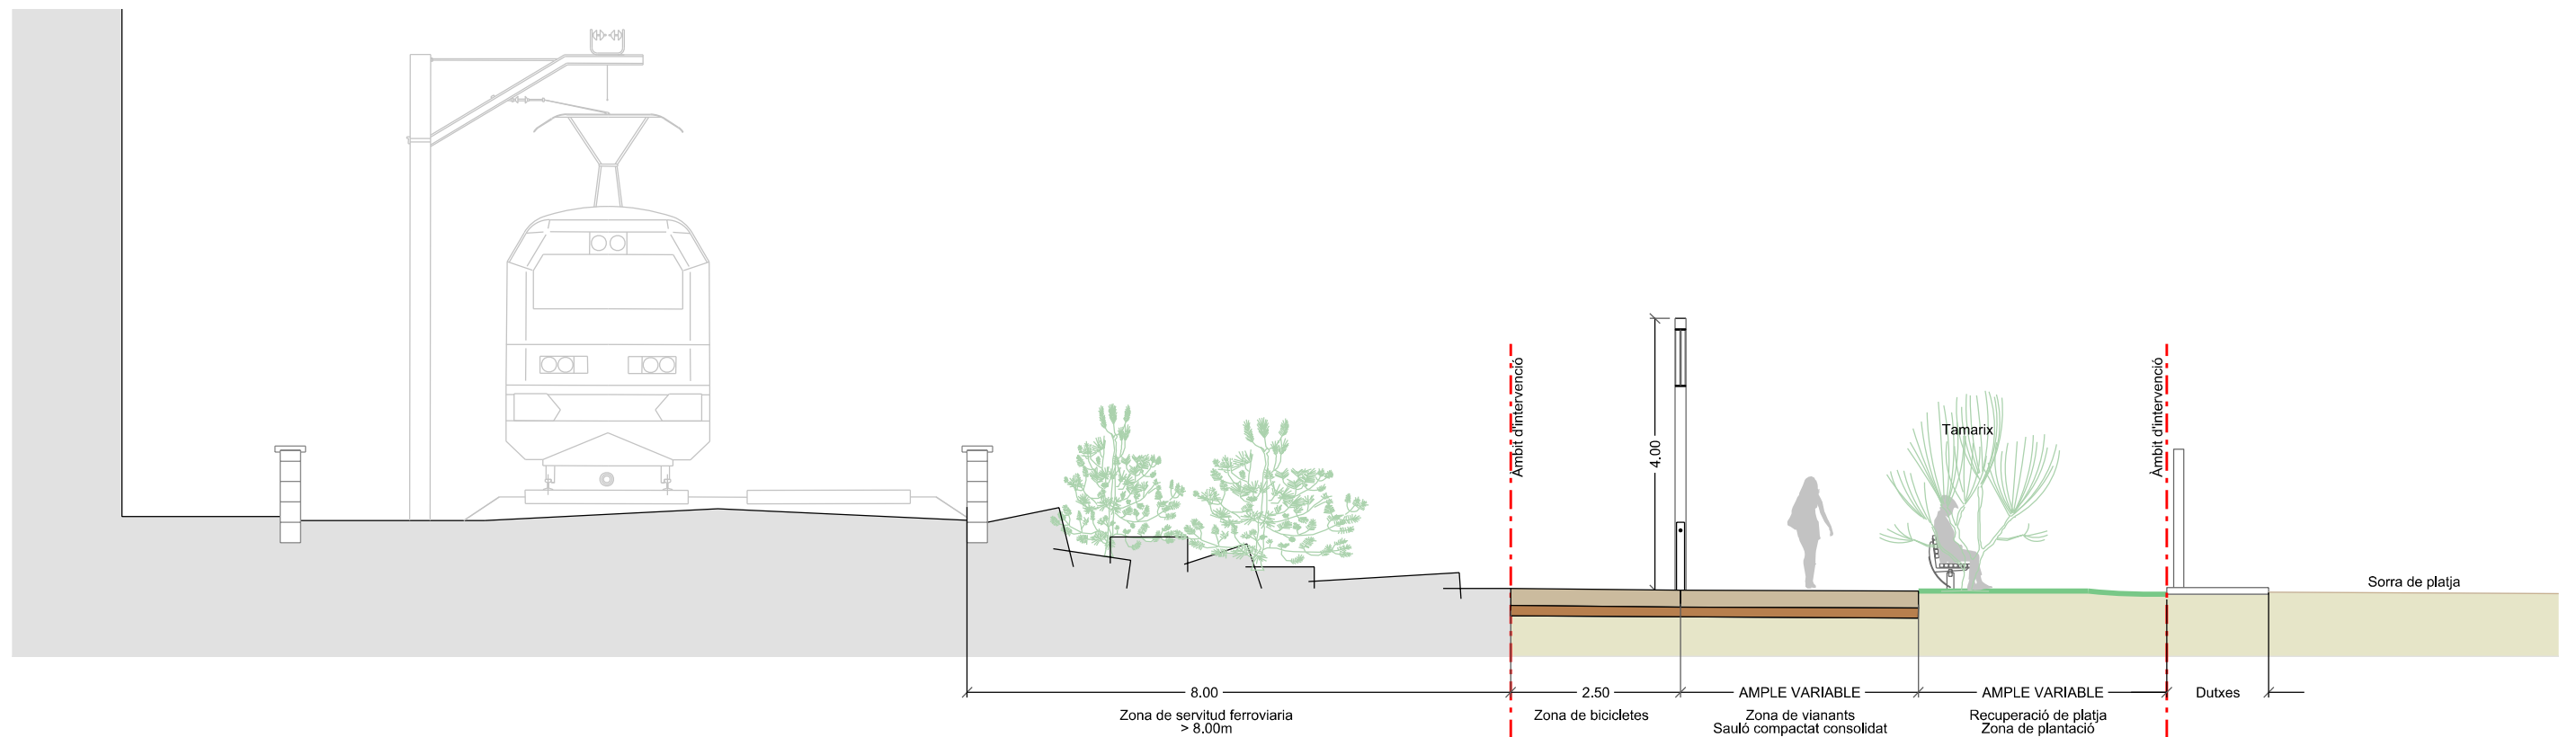 Àmbit d'intervenció
Àmbit d'intervenció
4.00
Tamarix
Sorra de platja
8.00
2.50
AMPLE VARIABLE
AMPLE VARIABLE
Dutxes
Zona de servitud ferroviaria
> 8.00m
Zona de bicicletes
Zona de vianants
Sauló compactat consolidat
Recuperació de platja
Zona de plantació